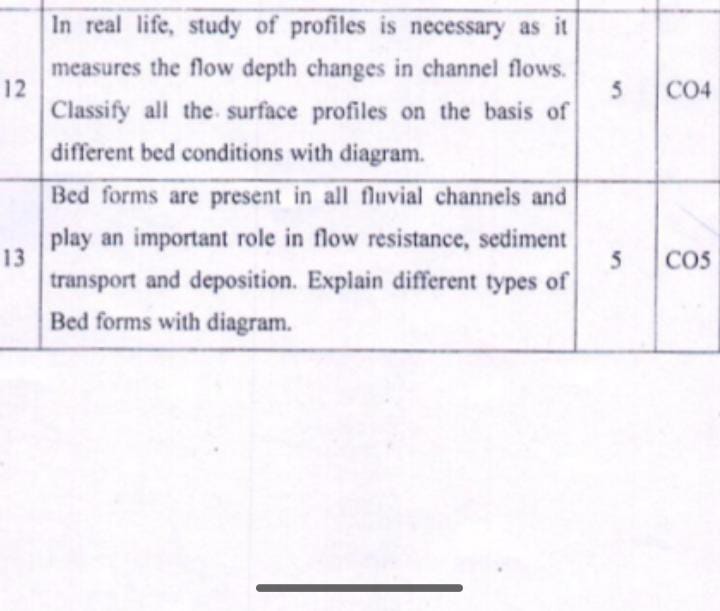 In real life, study of profiles is necessary as it
measures the flow depth changes in channel flows.
12 5 CO4
Classify all the surface profiles on the basis of
different bed conditions with diagram.
Bed forms are present in all fluvial channels and
play an important role in flow resistance, sediment
13 5 CO5
transport and deposition. Explain different types of
Bed forms with diagram.